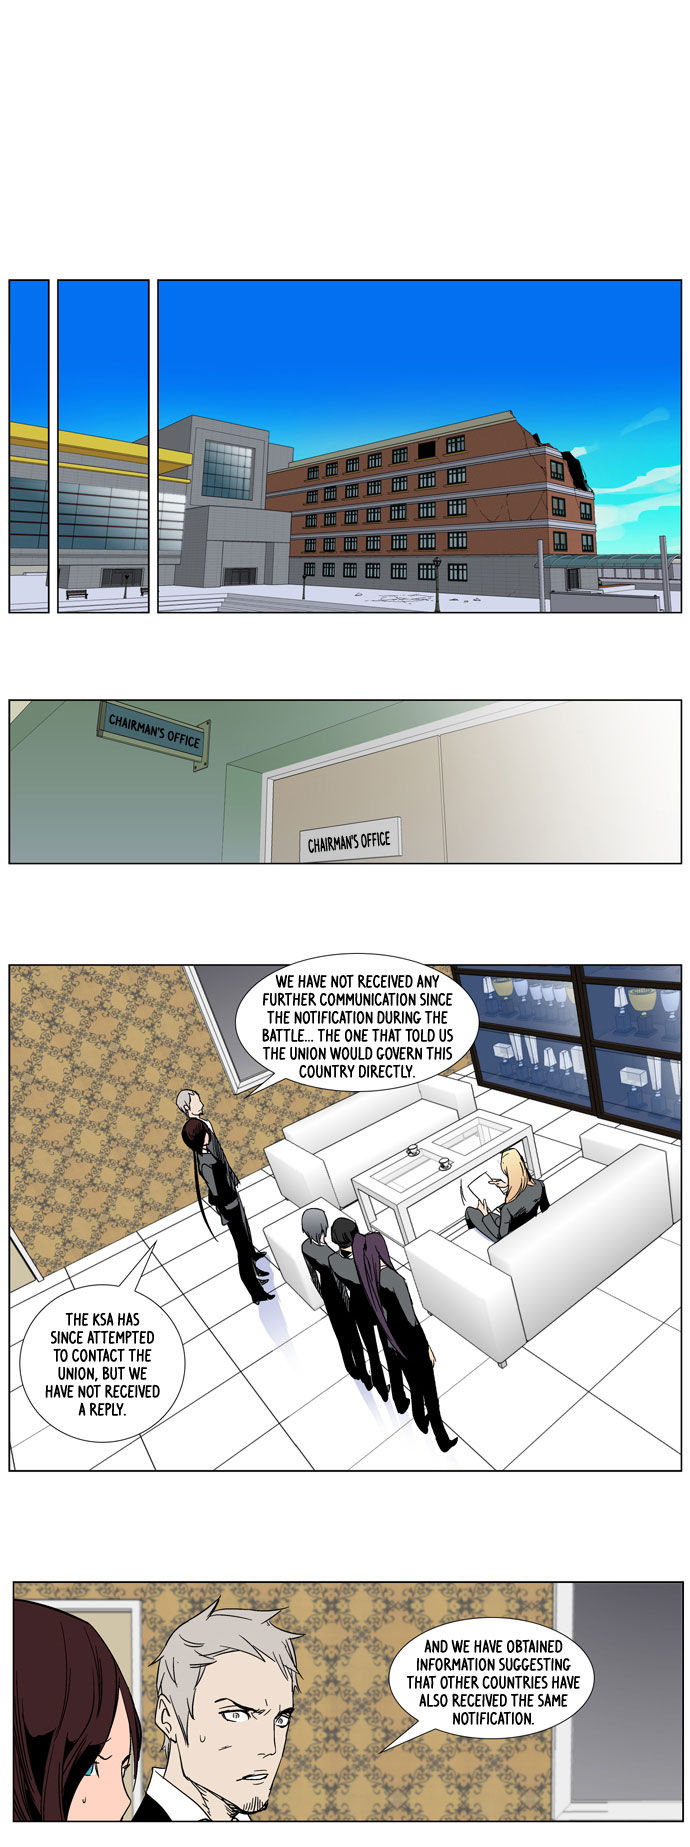 CHAIRMAN'S OFFICE
CHAIRMAN'S OFFICE
WE HAVE NOT RECEIVED ANY
FURTHER COMMUNICATION SINCE
THE NOTIFICATION DURING THE
BATTLE... THE ONE THAT TOLD US
THE UNION WOULD GOVERN THIS
COUNTRY DIRECTLY.
THE KSA HAS
SINCE ATTEMPTED
TO CONTACT THE
UNION, BUT WE
HAVE NOT RECEIVED
A REPLY.
AND WE HAVE OBTAINED
INFORMATION SUGGESTING
THAT OTHER COUNTRIES HAVE
ALSO RECEIVED THE SAME
NOTIFICATION.